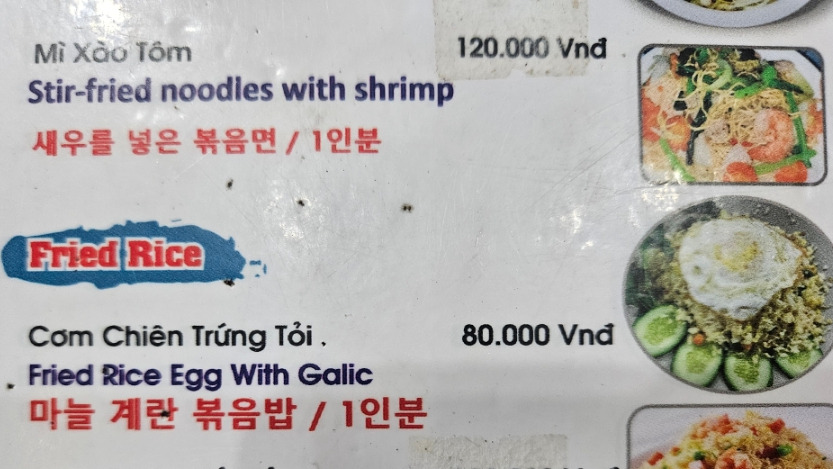 Mì Xào Tôm 120.000 Vnđ
Stir-fried noodles with shrimp
새우를 넣은 볶음면 / 1인분
Fried Rice
Cơm Chiên Trứng Tỏi . 80.000 Vnđ
Fried Rice Egg With Galic
마늘 계란 볶음밥 / 1인분